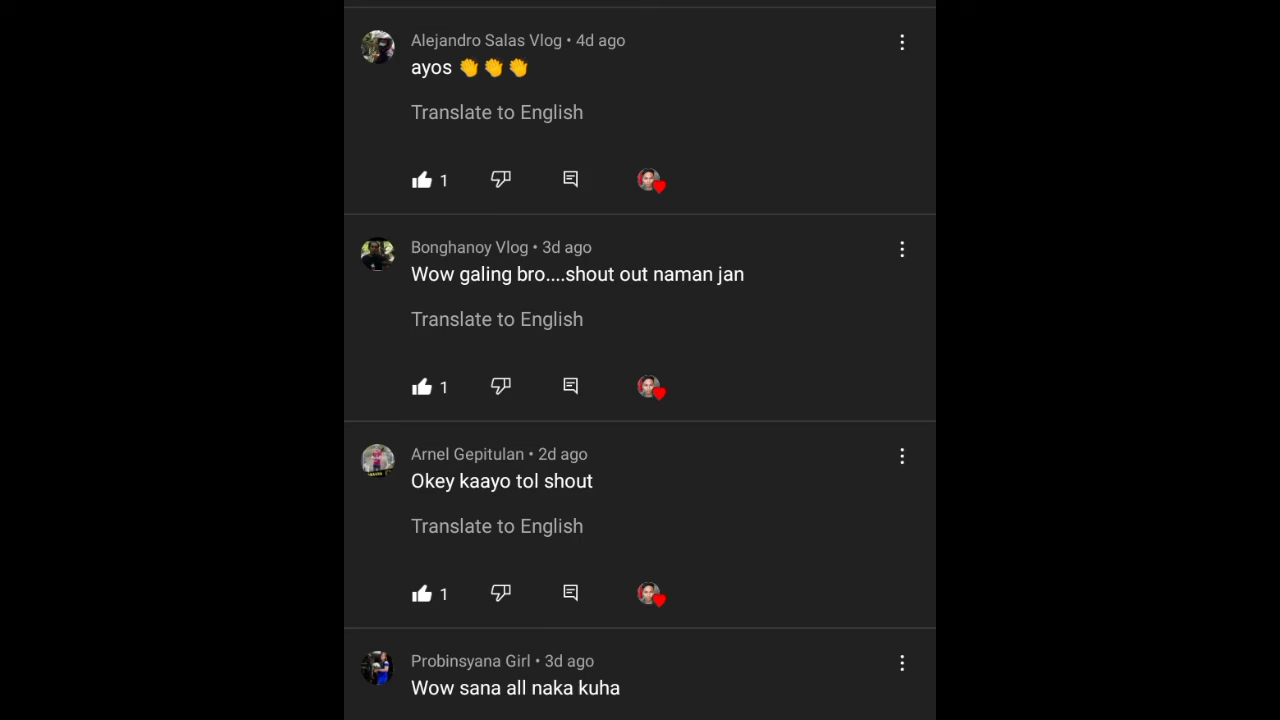 Alejandro Salas Vlog • 4d ago
ayos 👏👏👏
Translate to English
1
Bonghanoy Vlog • 3d ago
Wow galing bro....shout out naman jan
Translate to English
1
Arnel Gepitulan • 2d ago
Okey kaayo tol shout
Translate to English
1
Probinsyana Girl • 3d ago
Wow sana all naka kuha